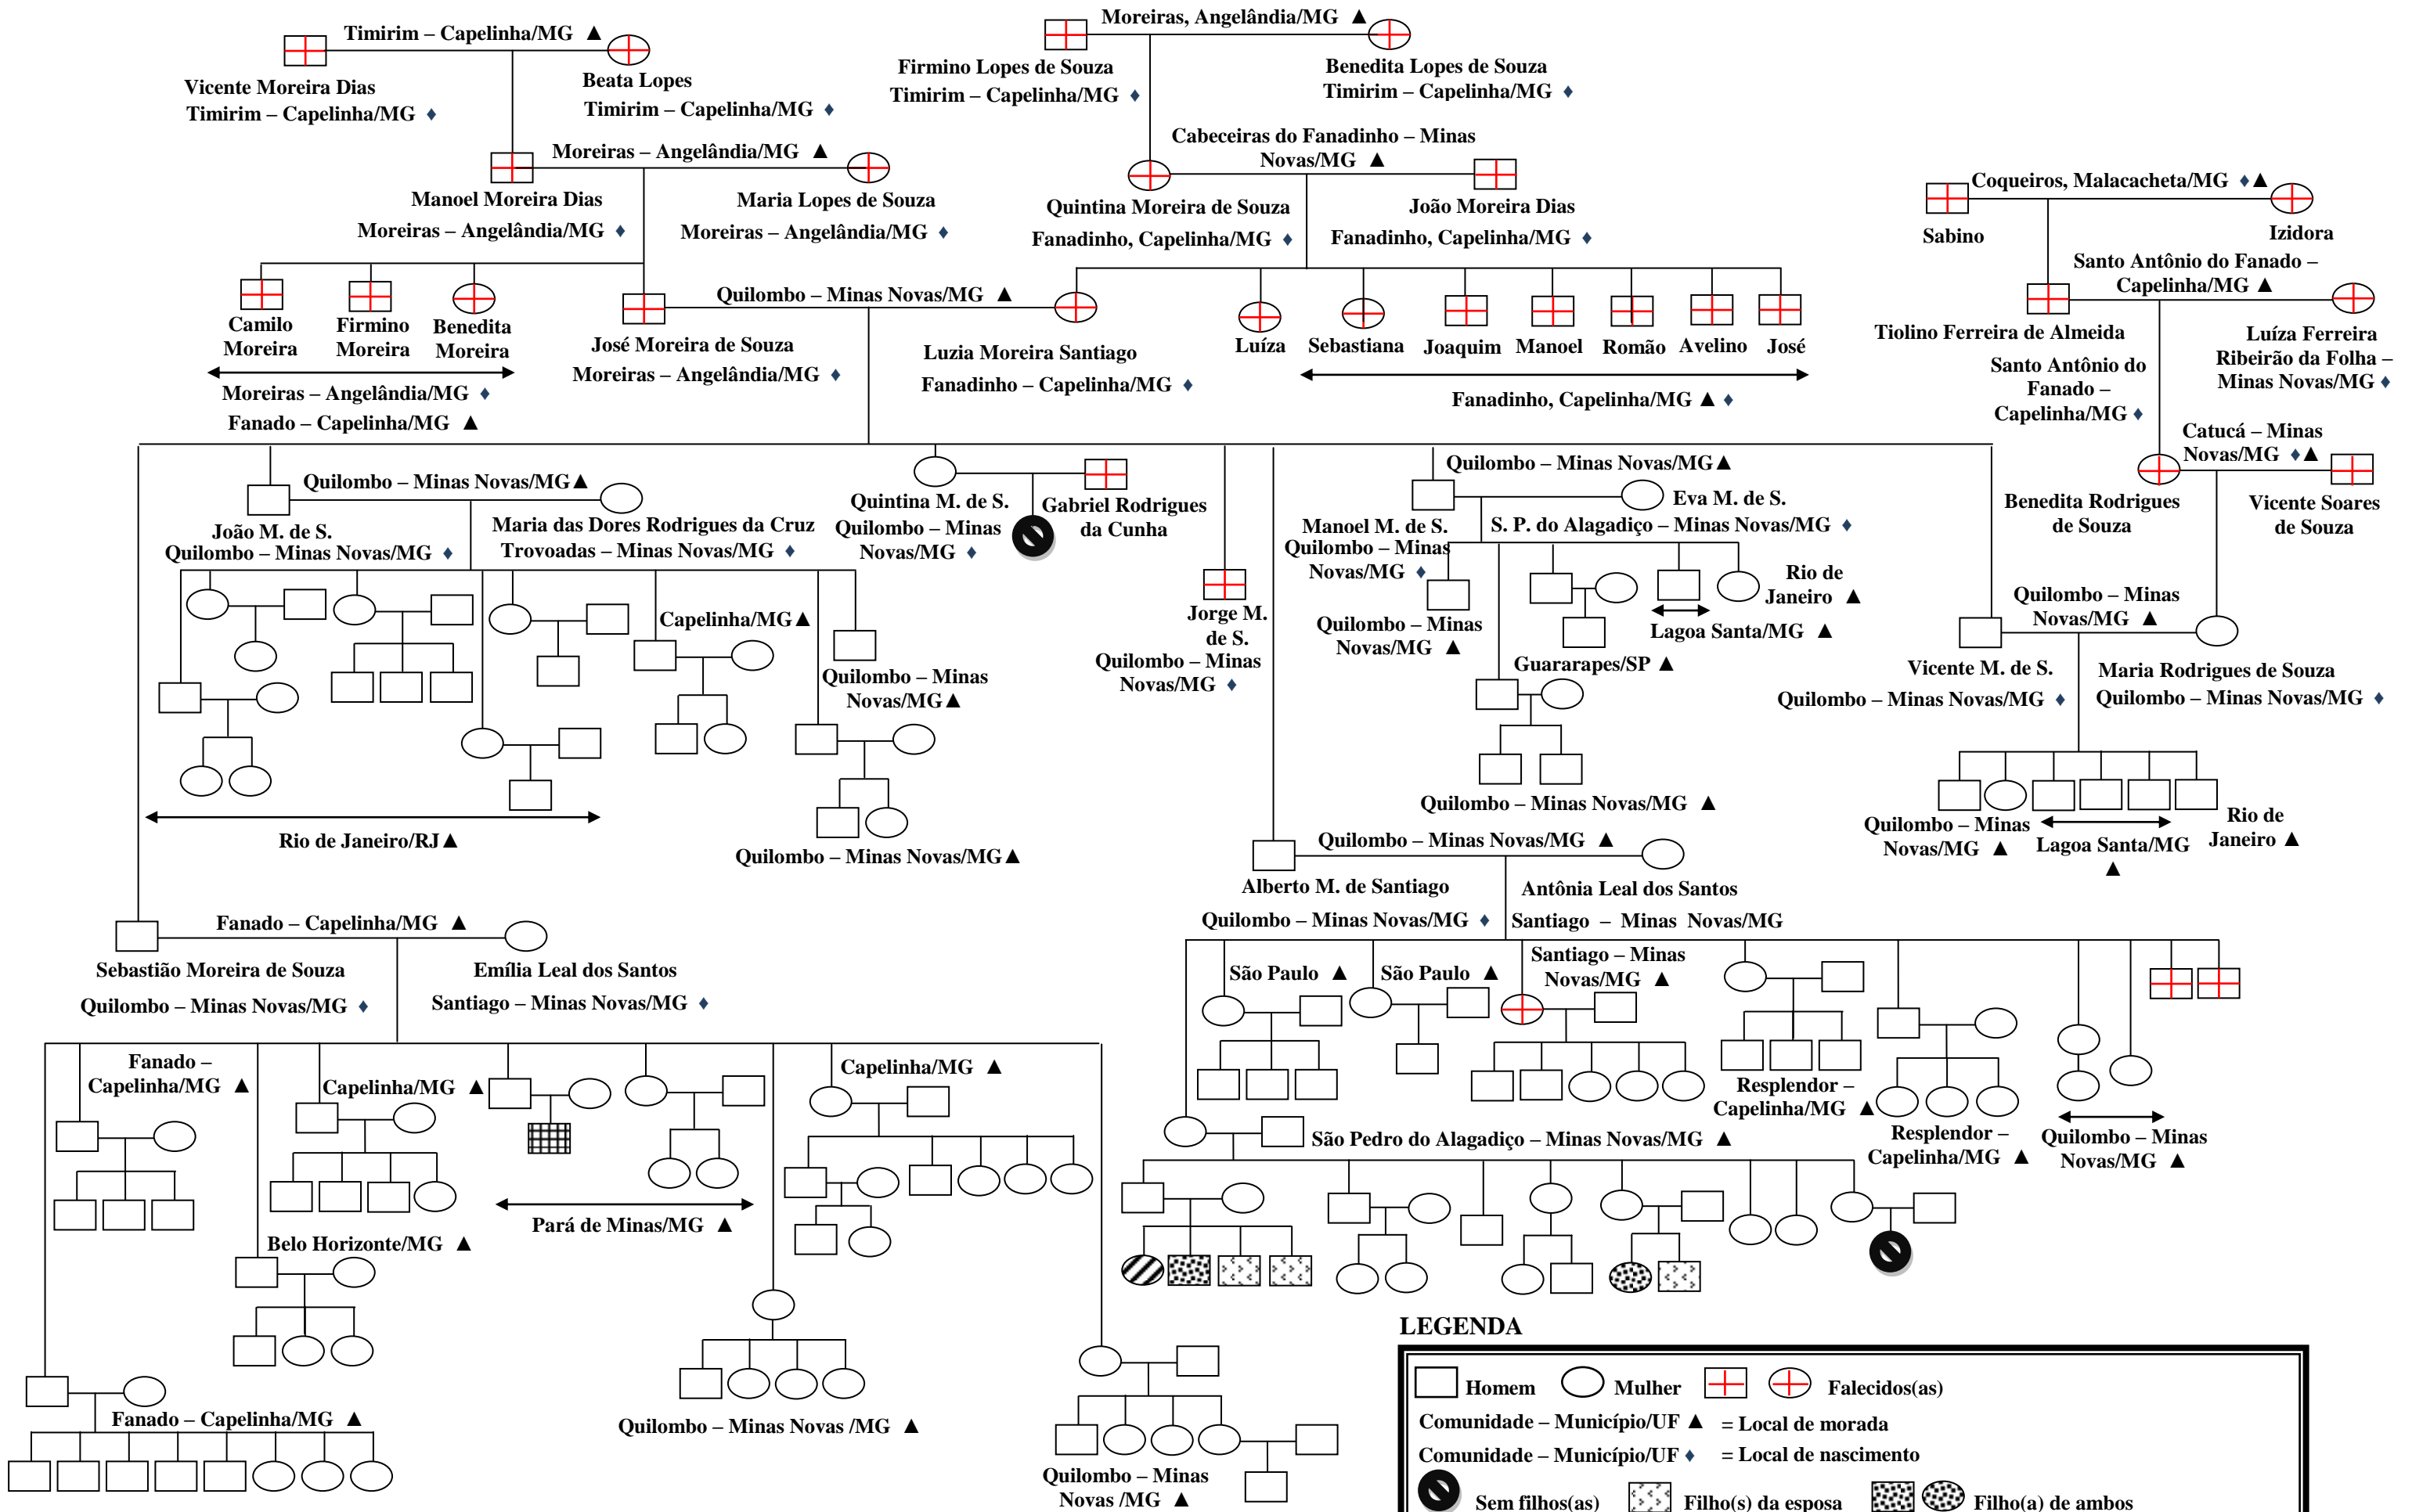 Timirim – Capelinha/MG ▲
Vicente Moreira Dias
Timirim – Capelinha/MG ♦
Beata Lopes
Timirim – Capelinha/MG ♦
Moreiras, Angelândia/MG ▲
Firmino Lopes de Souza
Timirim – Capelinha/MG ♦
Benedita Lopes de Souza
Timirim – Capelinha/MG ♦
Moreiras – Angelândia/MG ▲
Manoel Moreira Dias
Moreiras – Angelândia/MG ♦
Maria Lopes de Souza
Moreiras – Angelândia/MG ♦
Cabeceiras do Fanadinho – Minas
Novas/MG ▲
Quintina Moreira de Souza
Fanadinho, Capelinha/MG ♦
João Moreira Dias
Fanadinho, Capelinha/MG ♦
Coqueiros, Malacacheta/MG ♦▲
Sabino
Izidora
Santo Antônio do Fanado –
Capelinha/MG ▲
Tiolino Ferreira de Almeida
Santo Antônio do
Fanado –
Capelinha/MG ♦
Luíza Ferreira
Ribeirão da Folha –
Minas Novas/MG ♦
Camilo
Moreira
Firmino
Moreira
Benedita
Moreira
Moreiras – Angelândia/MG ♦
Fanado – Capelinha/MG ▲
Quilombo – Minas Novas/MG ▲
José Moreira de Souza
Moreiras – Angelândia/MG ♦
Luzia Moreira Santiago
Fanadinho – Capelinha/MG ♦
Luíza
Sebastiana
Joaquim
Manoel
Romão
Avelino
José
Fanadinho, Capelinha/MG ▲ ♦
Catucá – Minas
Novas/MG ♦▲
Benedita Rodrigues
de Souza
Vicente Soares
de Souza
Quilombo – Minas Novas/MG▲
João M. de S.
Quilombo – Minas Novas/MG ♦
Maria das Dores Rodrigues da Cruz
Trovoadas – Minas Novas/MG ♦
Quintina M. de S.
Quilombo – Minas
Novas/MG ♦
Gabriel Rodrigues
da Cunha
Quilombo – Minas Novas/MG▲
Manoel M. de S.
Quilombo – Minas
Novas/MG ♦
Eva M. de S.
S. P. do Alagadiço – Minas Novas/MG ♦
Jorge M.
de S.
Quilombo – Minas
Novas/MG ♦
Quilombo – Minas
Novas/MG ▲
Rio de
Janeiro ▲
Lagoa Santa/MG ▲
Guararapes/SP ▲
Quilombo – Minas Novas/MG ▲
Quilombo – Minas
Novas/MG ▲
Vicente M. de S.
Quilombo – Minas Novas/MG ♦
Maria Rodrigues de Souza
Quilombo – Minas Novas/MG ♦
Quilombo – Minas
Novas/MG ▲
Lagoa Santa/MG
▲
Rio de
Janeiro ▲
Capelinha/MG▲
Quilombo – Minas
Novas/MG▲
Rio de Janeiro/RJ▲
Quilombo – Minas Novas/MG▲
Quilombo – Minas Novas/MG ▲
Alberto M. de Santiago
Quilombo – Minas Novas/MG ♦
Antônia Leal dos Santos
Santiago – Minas Novas/MG
Fanado – Capelinha/MG ▲
Sebastião Moreira de Souza
Quilombo – Minas Novas/MG ♦
Emília Leal dos Santos
Santiago – Minas Novas/MG ♦
São Paulo ▲
São Paulo ▲
Santiago – Minas
Novas/MG ▲
Resplendor –
Capelinha/MG ▲
Resplendor –
Capelinha/MG ▲
Quilombo – Minas
Novas/MG ▲
São Pedro do Alagadiço – Minas Novas/MG ▲
Fanado –
Capelinha/MG ▲
Capelinha/MG ▲
Capelinha/MG ▲
Pará de Minas/MG ▲
Belo Horizonte/MG ▲
Fanado – Capelinha/MG ▲
Quilombo – Minas Novas /MG ▲
Quilombo – Minas
Novas /MG ▲
LEGENDA
Homem Mulher Falecidos(as)
Comunidade – Município/UF ▲ = Local de morada
Comunidade – Município/UF ♦ = Local de nascimento
Sem filhos(as) Filho(s) da esposa Filho(a) de ambos